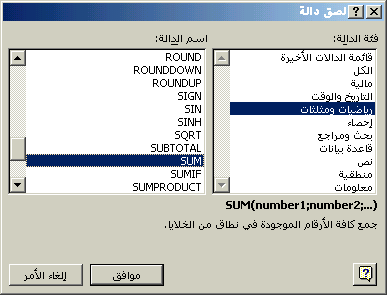 لصق دالة
فئة الدالة:
قائمة الدالات الأخيرة
الكل
مالية
التاريخ والوقت
رياضيات ومثلثات
إحصاء
بحث ومراجع
قاعدة بيانات
نص
منطقية
معلومات
اسم الدالة:
ROUND
ROUNDDOWN
ROUNDUP
SIGN
SIN
SINH
SQRT
SUBTOTAL
SUM
SUMIF
SUMPRODUCT
SUM(number1;number2;...)
جمع كافة الأرقام الموجودة في نطاق من الخلايا.
موافق
إلغاء الأمر